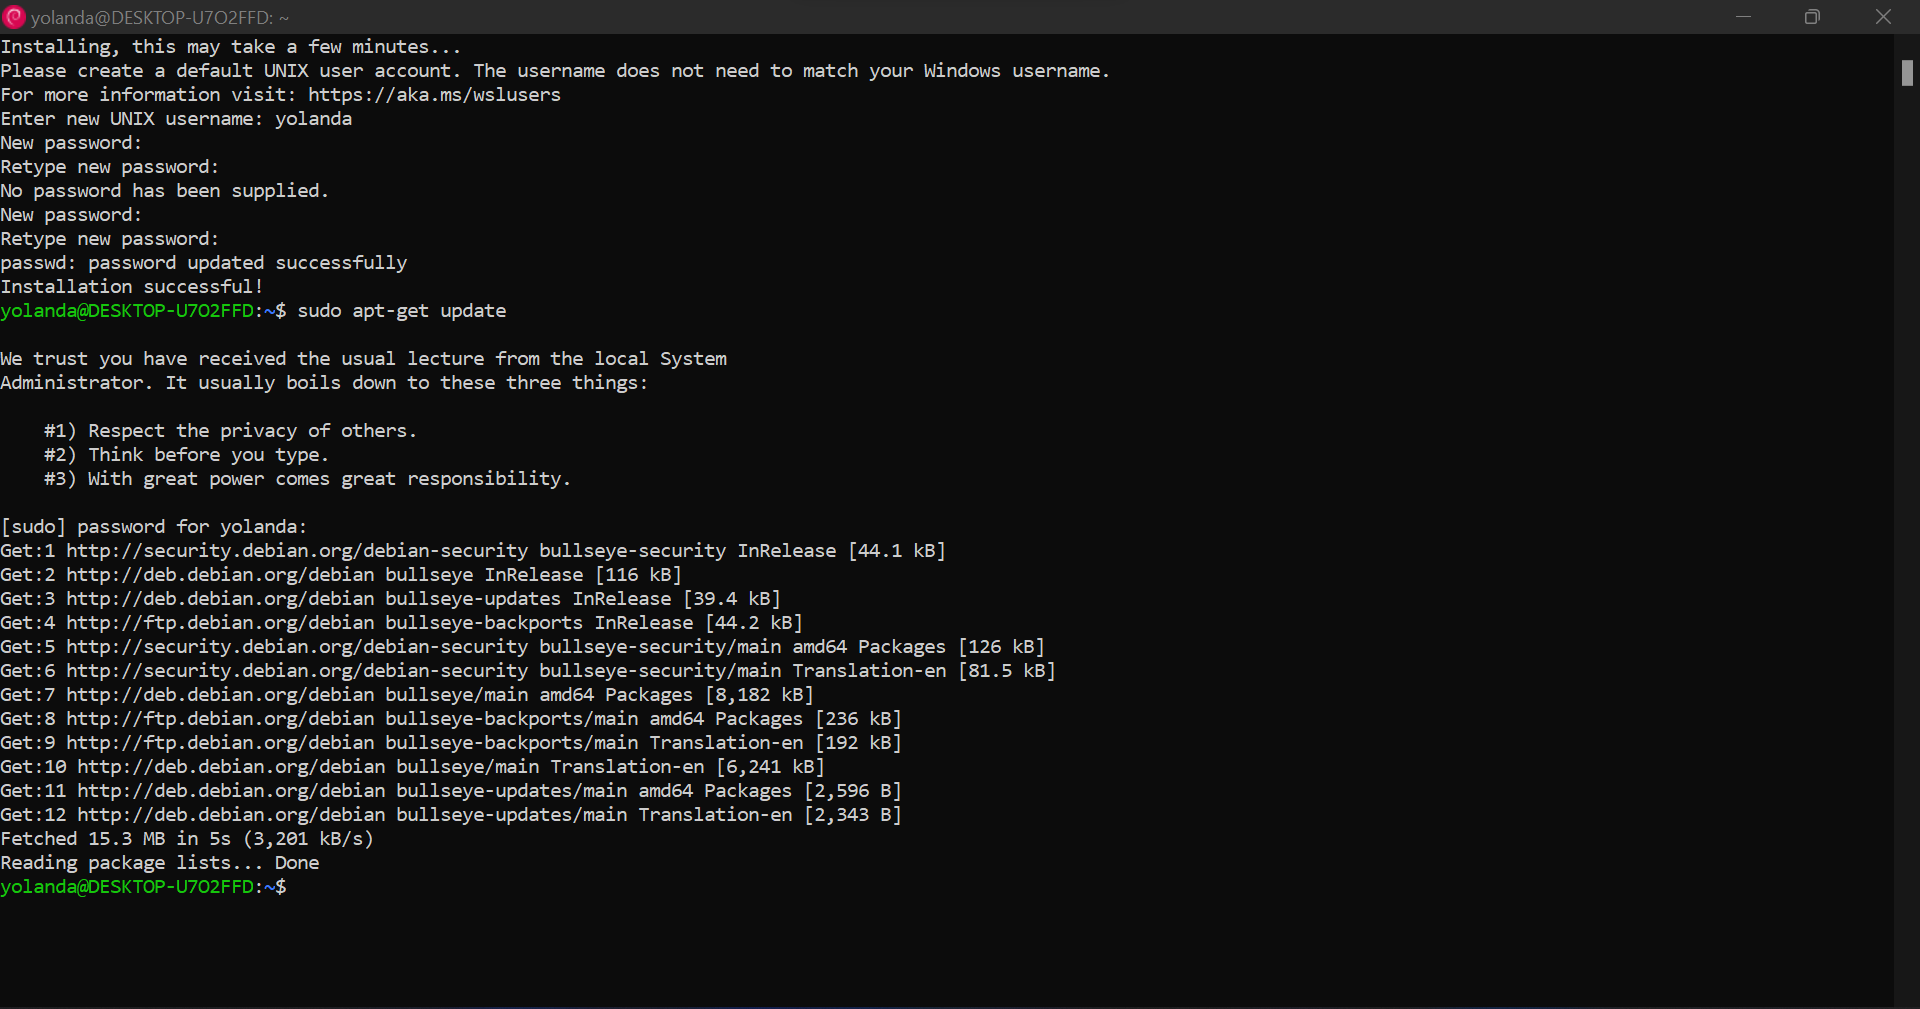 yolanda@DESKTOP-U7O2FFD: ~
Installing, this may take a few minutes...
Please create a default UNIX user account. The username does not need to match your Windows username.
For more information visit: https://aka.ms/wslusers
Enter new UNIX username: yolanda
New password:
Retype new password:
No password has been supplied.
New password:
Retype new password:
passwd: password updated successfully
Installation successful!
yolanda@DESKTOP-U7O2FFD:~$ sudo apt-get update
We trust you have received the usual lecture from the local System
Administrator. It usually boils down to these three things:
    #1) Respect the privacy of others.
    #2) Think before you type.
    #3) With great power comes great responsibility.
[sudo] password for yolanda:
Get:1 http://security.debian.org/debian-security bullseye-security InRelease [44.1 kB]
Get:2 http://deb.debian.org/debian bullseye InRelease [116 kB]
Get:3 http://deb.debian.org/debian bullseye-updates InRelease [39.4 kB]
Get:4 http://ftp.debian.org/debian bullseye-backports InRelease [44.2 kB]
Get:5 http://security.debian.org/debian-security bullseye-security/main amd64 Packages [126 kB]
Get:6 http://security.debian.org/debian-security bullseye-security/main Translation-en [81.5 kB]
Get:7 http://deb.debian.org/debian bullseye/main amd64 Packages [8,182 kB]
Get:8 http://ftp.debian.org/debian bullseye-backports/main amd64 Packages [236 kB]
Get:9 http://ftp.debian.org/debian bullseye-backports/main Translation-en [192 kB]
Get:10 http://deb.debian.org/debian bullseye/main Translation-en [6,241 kB]
Get:11 http://deb.debian.org/debian bullseye-updates/main amd64 Packages [2,596 B]
Get:12 http://deb.debian.org/debian bullseye-updates/main Translation-en [2,343 B]
Fetched 15.3 MB in 5s (3,201 kB/s)
Reading package lists... Done
yolanda@DESKTOP-U7O2FFD:~$